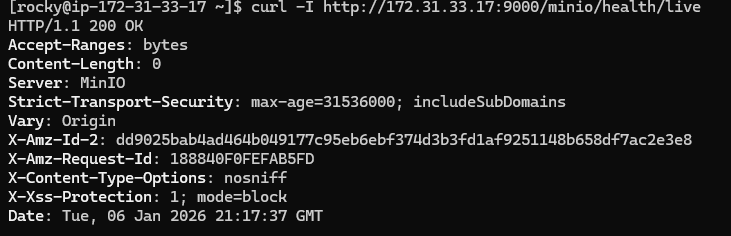 [rocky@ip-172-31-33-17 ~]$ curl -I http://172.31.33.17:9000/minio/health/live
HTTP/1.1 200 OK
Accept-Ranges: bytes
Content-Length: 0
Server: MinIO
Strict-Transport-Security: max-age=31536000; includeSubDomains
Vary: Origin
X-Amz-Id-2: dd9025bab4ad464b049177c95eb6ebf374d3b3fd1af9251148b658df7ac2e3e8
X-Amz-Request-Id: 188840F0FEFAB5FD
X-Content-Type-Options: nosniff
X-Xss-Protection: 1; mode=block
Date: Tue, 06 Jan 2026 21:17:37 GMT